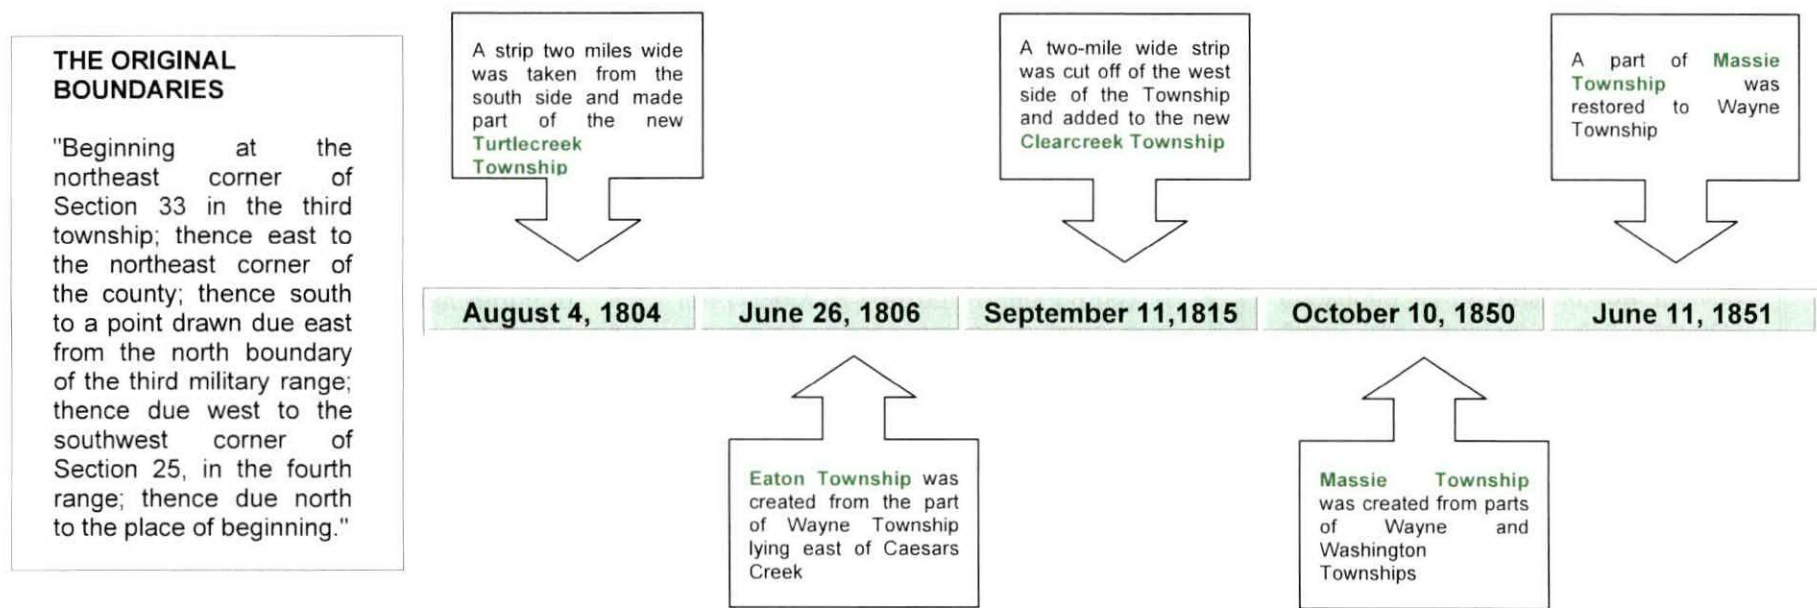 THE ORIGINAL
BOUNDARIES
"Beginning at the
northeast corner of
Section 33 in the third
township; thence east to
the northeast corner of
the county; thence south
to a point drawn due east
from the north boundary
of the third military range;
thence due west to the
southwest corner of
Section 25, in the fourth
range; thence due north
to the place of beginning."
A strip two miles wide
was taken from the
south side and made
part of the new
Turtlecreek
Township
A two-mile wide strip
was cut off of the west
side of the Township
and added to the new
Clearcreek Township
A part of Massie
Township was
restored to Wayne
Township
August 4, 1804
June 26, 1806
September 11,1815
October 10, 1850
June 11, 1851
Eaton Township was
created from the part
of Wayne Township
lying east of Caesars
Creek
Massie Township
was created from parts
of Wayne and
Washington
Townships